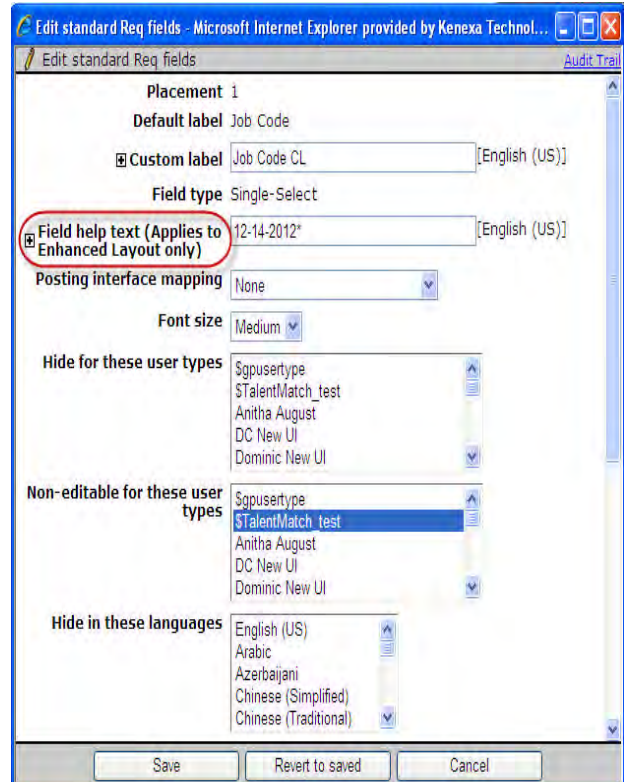 Edit standard Req fields - Microsoft Internet Explorer provided by Kenexa Technol...
Edit standard Req fields Audit Trail
Placement 1
Default label Job Code
Custom label Job Code CL [English (US)]
Field type Single-Select
Field help text (Applies to Enhanced Layout only) 12-14-2012* [English (US)]
Posting interface mapping None
Font size Medium
Hide for these user types
$gpusertype
$TalentMatch_test
Anitha August
DC New UI
Dominic New UI
Non-editable for these user types
$gpusertype
$TalentMatch_test
Anitha August
DC New UI
Dominic New UI
Hide in these languages
English (US)
Arabic
Azerbaijani
Chinese (Simplified)
Chinese (Traditional)
Save Revert to saved Cancel